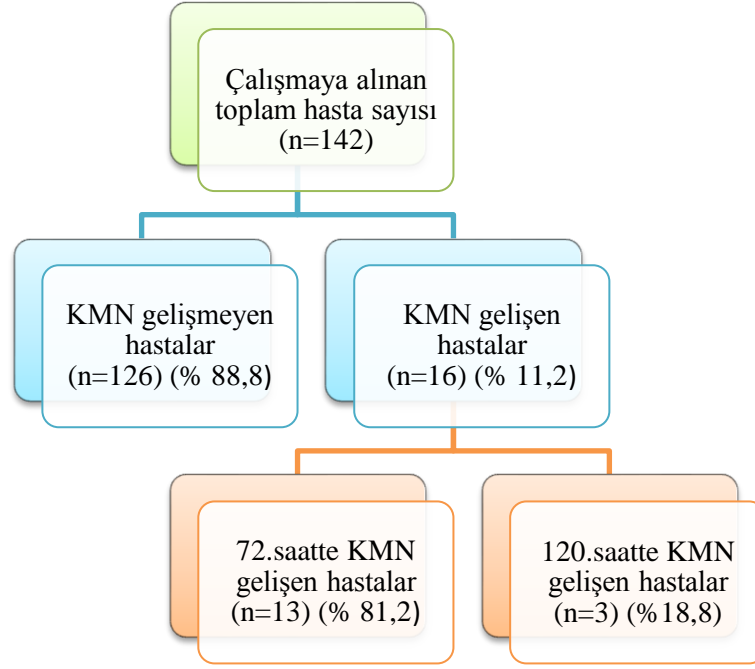 Çalışmaya alınan
toplam hasta sayısı
(n=142)
KMN gelişmeyen
hastalar
(n=126) (% 88,8)
KMN gelişen
hastalar
(n=16) (% 11,2)
72.saatte KMN
gelişen hastalar
(n=13) (% 81,2)
120.saatte KMN
gelişen hastalar
(n=3) (%18,8)